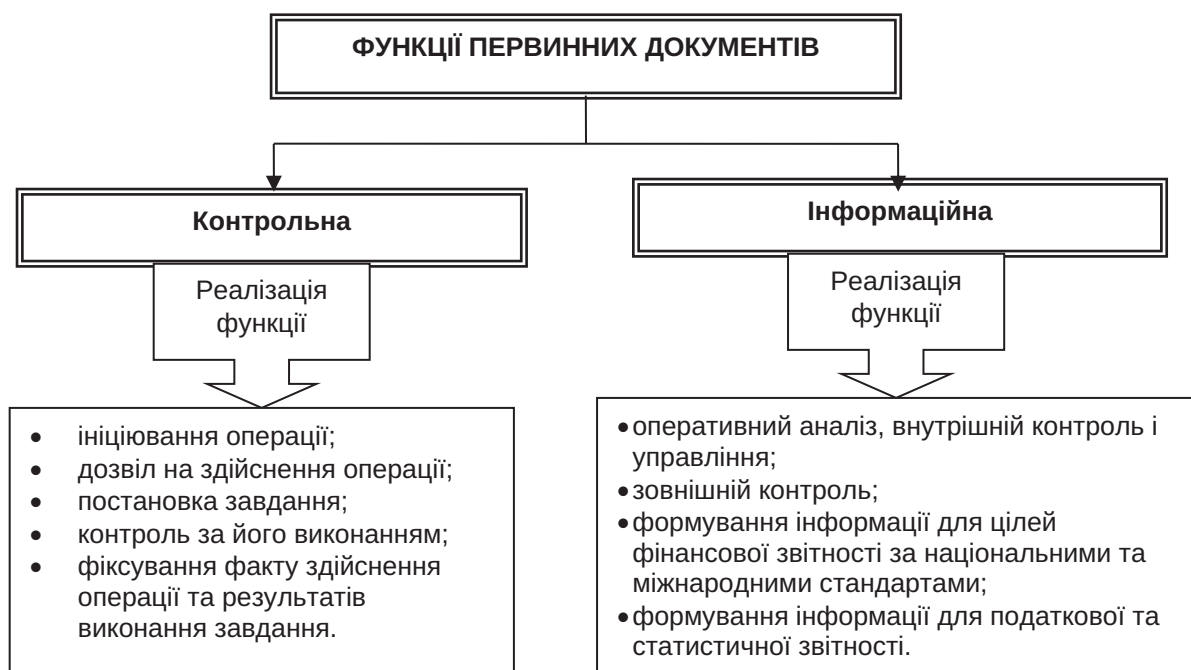 ФУНКЦІЇ ПЕРВИННИХ ДОКУМЕНТІВ
Контрольна
Реалізація
функції
• ініціювання операції;
• дозвіл на здійснення операції;
• постановка завдання;
• контроль за його виконанням;
• фіксування факту здійснення
операції та результатів
виконання завдання.
Інформаційна
Реалізація
функції
• оперативний аналіз, внутрішній контроль і
управління;
• зовнішній контроль;
• формування інформації для цілей
фінансової звітності за національними та
міжнародними стандартами;
• формування інформації для податкової та
статистичної звітності.